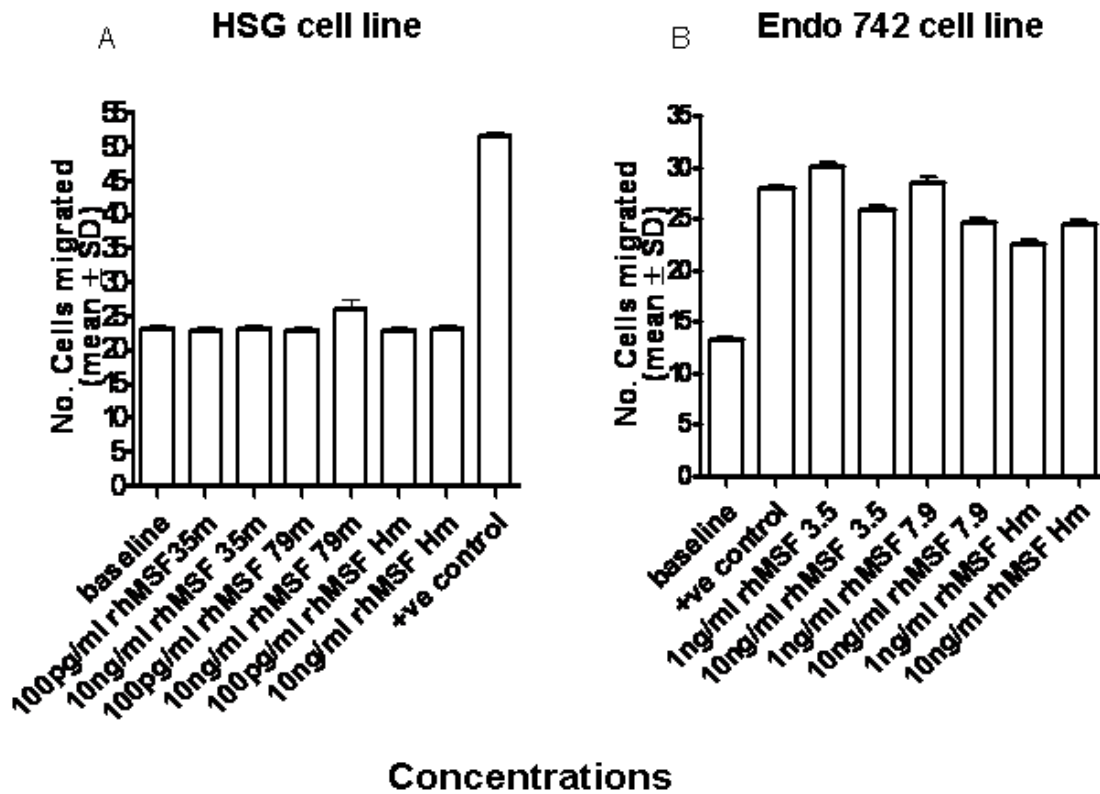 A
HSG cell line
No. Cells migrated
(mean ± SD)
55
50
45
40
35
30
25
20
15
10
5
0
baseline
100pg/ml rhMSF35m
10ng/ml rhMSF 35m
100pg/ml rhMSF 79m
10ng/ml rhMSF 79m
100pg/ml rhMSF Hm
10ng/ml rhMSF Hm
+ve control
B
Endo 742 cell line
No. Cells migrated
(mean ± SD)
35
30
25
20
15
10
5
0
baseline
+ve control
1ng/ml rhMSF 3.5
10ng/ml rhMSF 3.5
1ng/ml rhMSF 7.9
10ng/ml rhMSF 7.9
1ng/ml rhMSF Hm
10ng/ml rhMSF Hm
Concentrations